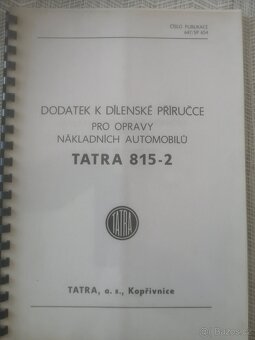 ČÍSLO PUBLIKACE
DODATEK K DÍLENSKÉ PŘÍRUČCE
PRO OPRAVY
NÁKLADNÍCH AUTOMOBILŮ
TATRA 815-2
TATRA
TATRA, a. s., Kopřivnice